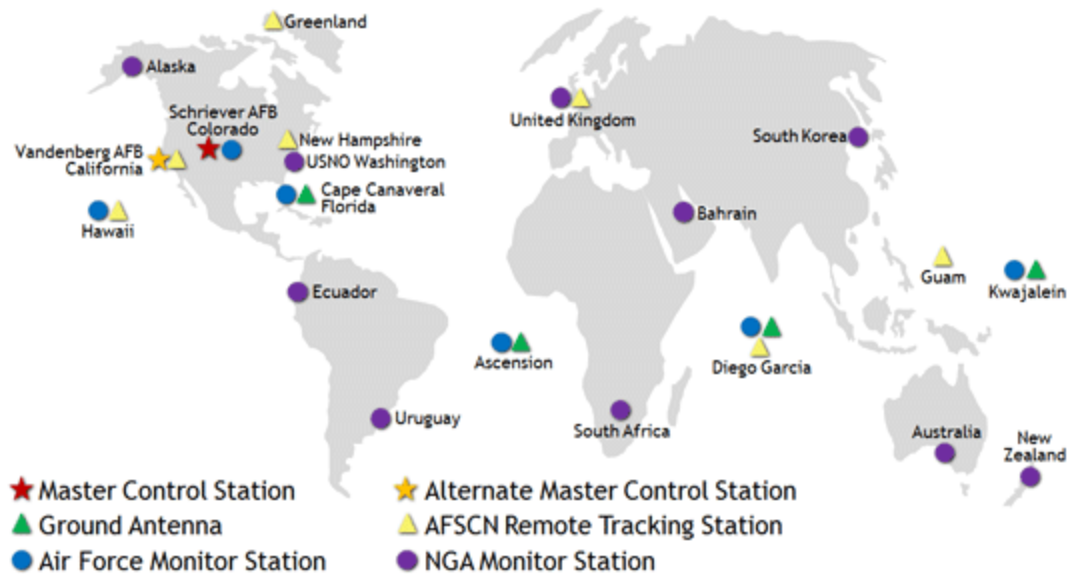 Greenland
Alaska
Schriever AFB
Colorado
New Hampshire
USNO Washington
Vandenberg AFB
California
Cape Canaveral
Florida
Hawaii
United Kingdom
South Korea
Bahrain
Guam
Kwajalein
Ecuador
Ascension
Diego Garcia
Uruguay
South Africa
Australia
New
Zealand
Master Control Station
Alternate Master Control Station
Ground Antenna
AFSCN Remote Tracking Station
Air Force Monitor Station
NGA Monitor Station